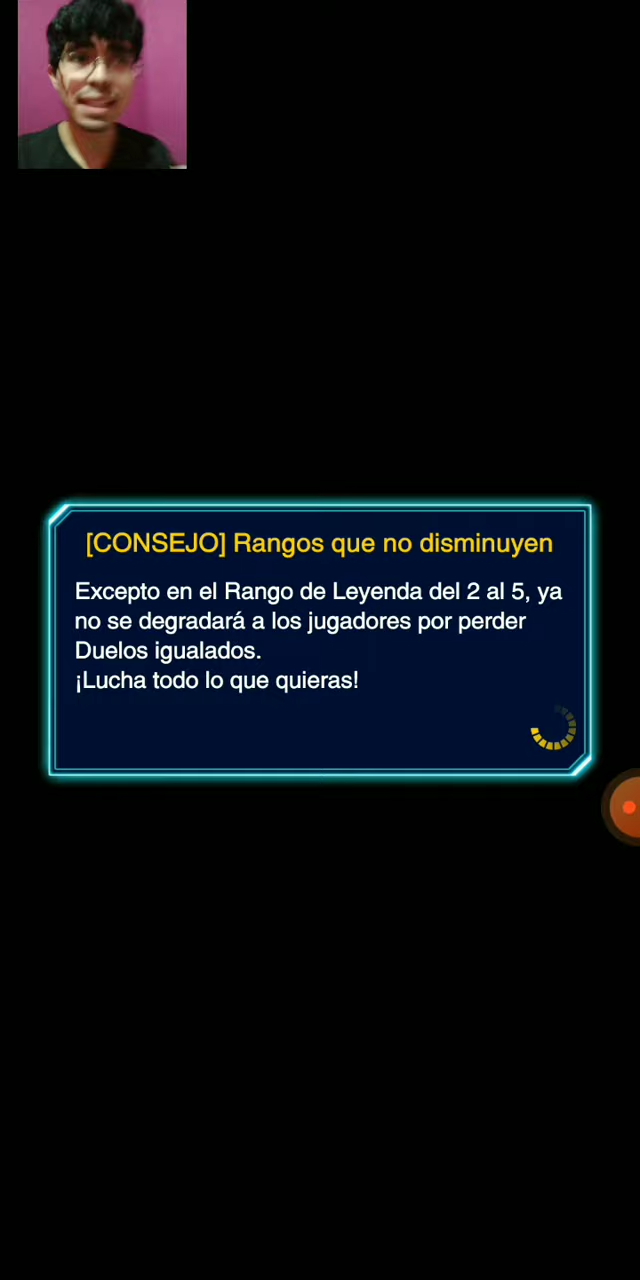 [CONSEJO] Rangos que no disminuyen
Excepto en el Rango de Leyenda del 2 al 5, ya
no se degradará a los jugadores por perder
Duelos igualados.
¡Lucha todo lo que quieras!